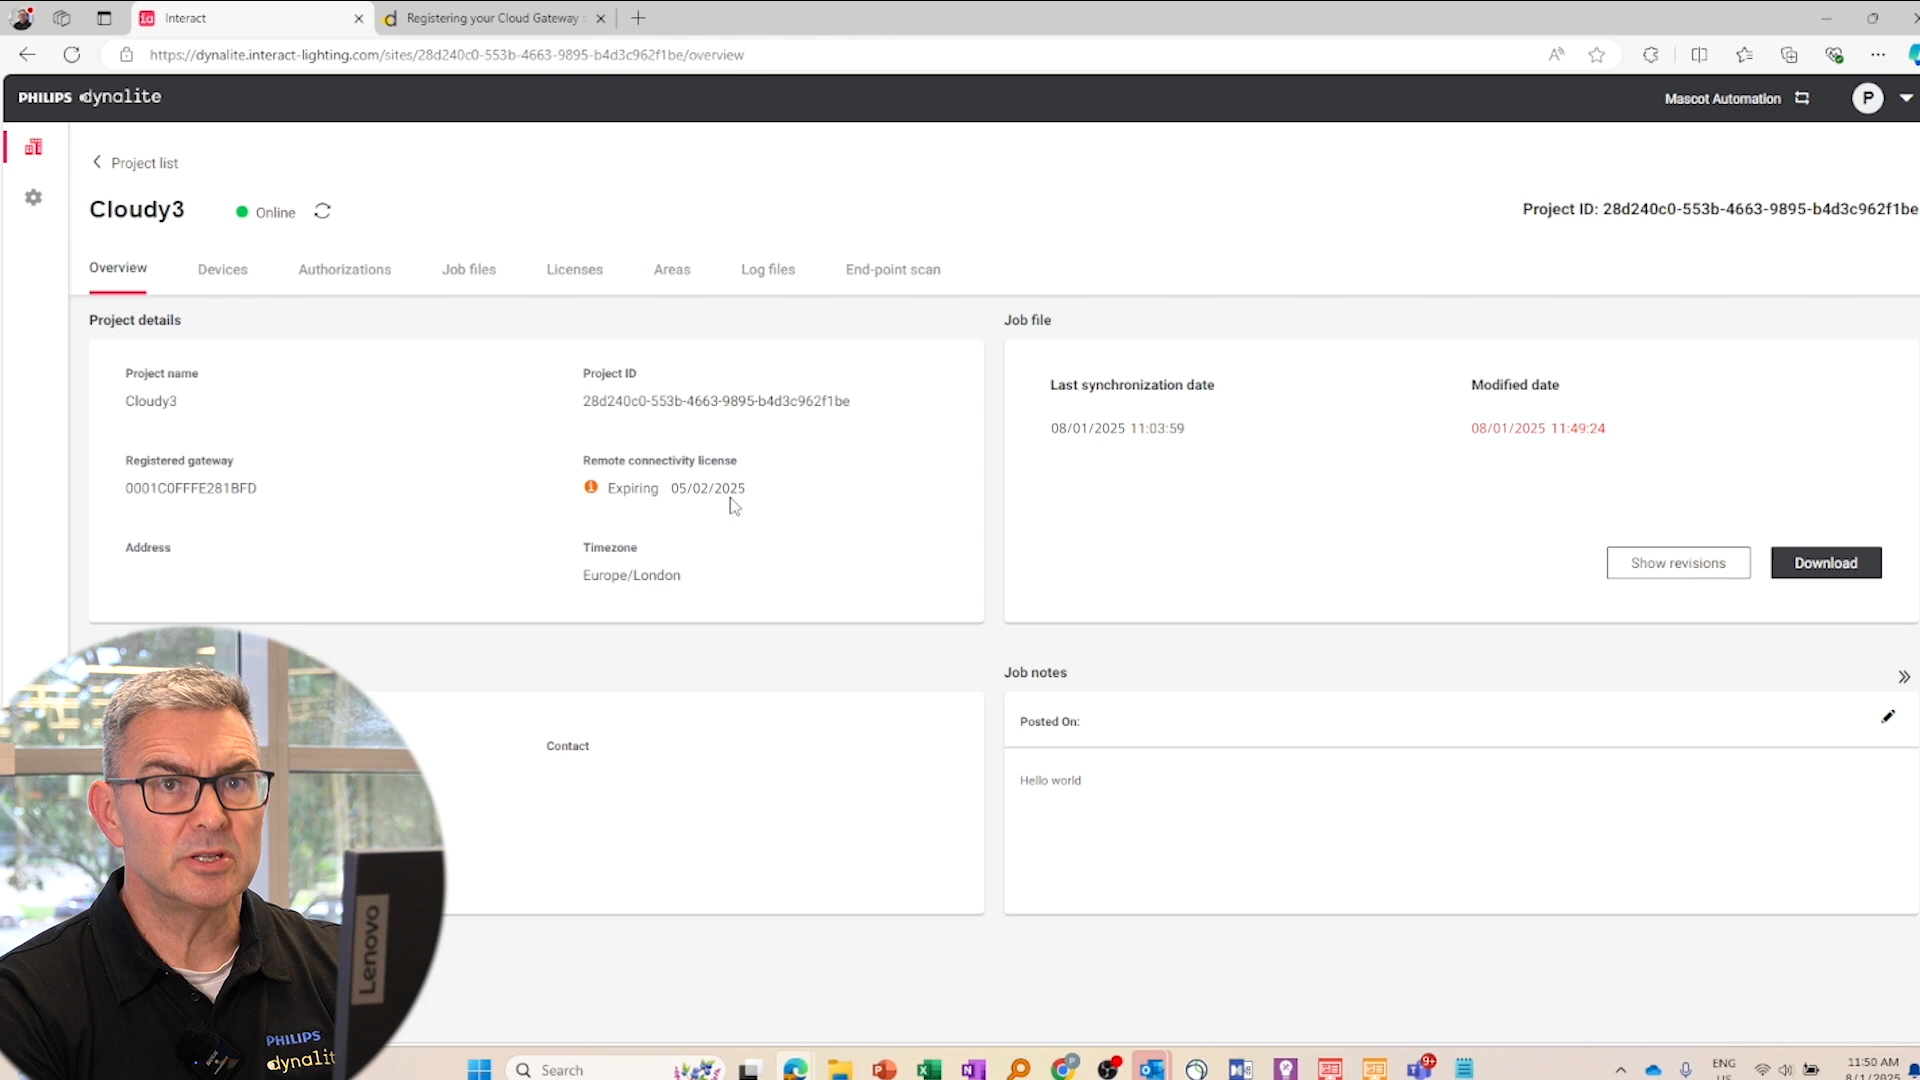 Interact
Registering your Cloud Gateway
https://dynalite.interact-lighting.com/sites/28d240c0-553b-4663-9895-b4d3c962f1be/overview
PHILIPS dynalite
Mascot Automation
P
Project list
Cloudy3
Online
Project ID: 28d240c0-553b-4663-9895-b4d3c962f1be
Overview
Devices
Authorizations
Job files
Licenses
Areas
Log files
End-point scan
Project details
Project name
Cloudy3
Project ID
28d240c0-553b-4663-9895-b4d3c962f1be
Registered gateway
0001C0FFFE281BFD
Remote connectivity license
Expiring 05/02/2025
Address
Timezone
Europe/London
Job file
Last synchronization date
08/01/2025 11:03:59
Modified date
08/01/2025 11:49:24
Show revisions
Download
Contact
Job notes
Posted On:
Hello world
Lenovo
PHILIPS
dynalit
Search
9+
ENG
US
11:50 AM
8/1/2025